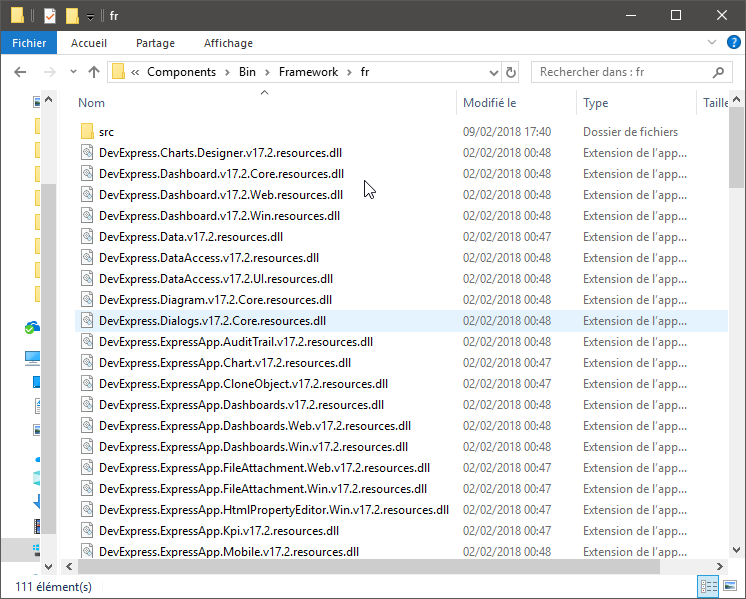 fr
Fichier Accueil Partage Affichage
« Components › Bin › Framework › fr
Rechercher dans : fr
Nom Modifié le Type Taille
src 09/02/2018 17:40 Dossier de fichiers
DevExpress.Charts.Designer.v17.2.resources.dll 02/02/2018 00:48 Extension de l'app...
DevExpress.Dashboard.v17.2.Core.resources.dll 02/02/2018 00:48 Extension de l'app...
DevExpress.Dashboard.v17.2.Web.resources.dll 02/02/2018 00:48 Extension de l'app...
DevExpress.Dashboard.v17.2.Win.resources.dll 02/02/2018 00:48 Extension de l'app...
DevExpress.Data.v17.2.resources.dll 02/02/2018 00:47 Extension de l'app...
DevExpress.DataAccess.v17.2.resources.dll 02/02/2018 00:48 Extension de l'app...
DevExpress.DataAccess.v17.2.UI.resources.dll 02/02/2018 00:48 Extension de l'app...
DevExpress.Diagram.v17.2.Core.resources.dll 02/02/2018 00:48 Extension de l'app...
DevExpress.Dialogs.v17.2.Core.resources.dll 02/02/2018 00:48 Extension de l'app...
DevExpress.ExpressApp.AuditTrail.v17.2.resources.dll 02/02/2018 00:48 Extension de l'app...
DevExpress.ExpressApp.Chart.v17.2.resources.dll 02/02/2018 00:47 Extension de l'app...
DevExpress.ExpressApp.CloneObject.v17.2.resources.dll 02/02/2018 00:47 Extension de l'app...
DevExpress.ExpressApp.Dashboards.v17.2.resources.dll 02/02/2018 00:48 Extension de l'app...
DevExpress.ExpressApp.Dashboards.Web.v17.2.resources.dll 02/02/2018 00:48 Extension de l'app...
DevExpress.ExpressApp.Dashboards.Win.v17.2.resources.dll 02/02/2018 00:48 Extension de l'app...
DevExpress.ExpressApp.FileAttachment.Web.v17.2.resources.dll 02/02/2018 00:47 Extension de l'app...
DevExpress.ExpressApp.FileAttachment.Win.v17.2.resources.dll 02/02/2018 00:47 Extension de l'app...
DevExpress.ExpressApp.HtmlPropertyEditor.Win.v17.2.resources.dll 02/02/2018 00:47 Extension de l'app...
DevExpress.ExpressApp.Kpi.v17.2.resources.dll 02/02/2018 00:47 Extension de l'app...
DevExpress.ExpressApp.Mobile.v17.2.resources.dll 02/02/2018 00:48 Extension de l'app...
111 élément(s)